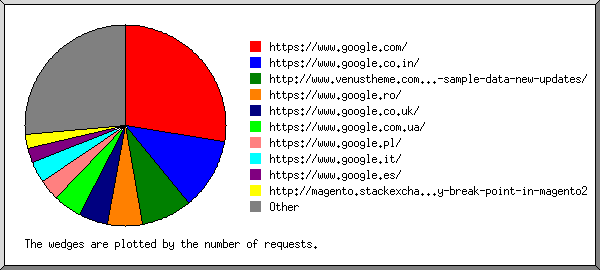 https://www.google.com/
https://www.google.co.in/
http://www.venustheme.com...-sample-data-new-updates/
https://www.google.ro/
https://www.google.co.uk/
https://www.google.com.ua/
https://www.google.pl/
https://www.google.it/
https://www.google.es/
http://magento.stackexcha...y-break-point-in-magento2
Other
The wedges are plotted by the number of requests.